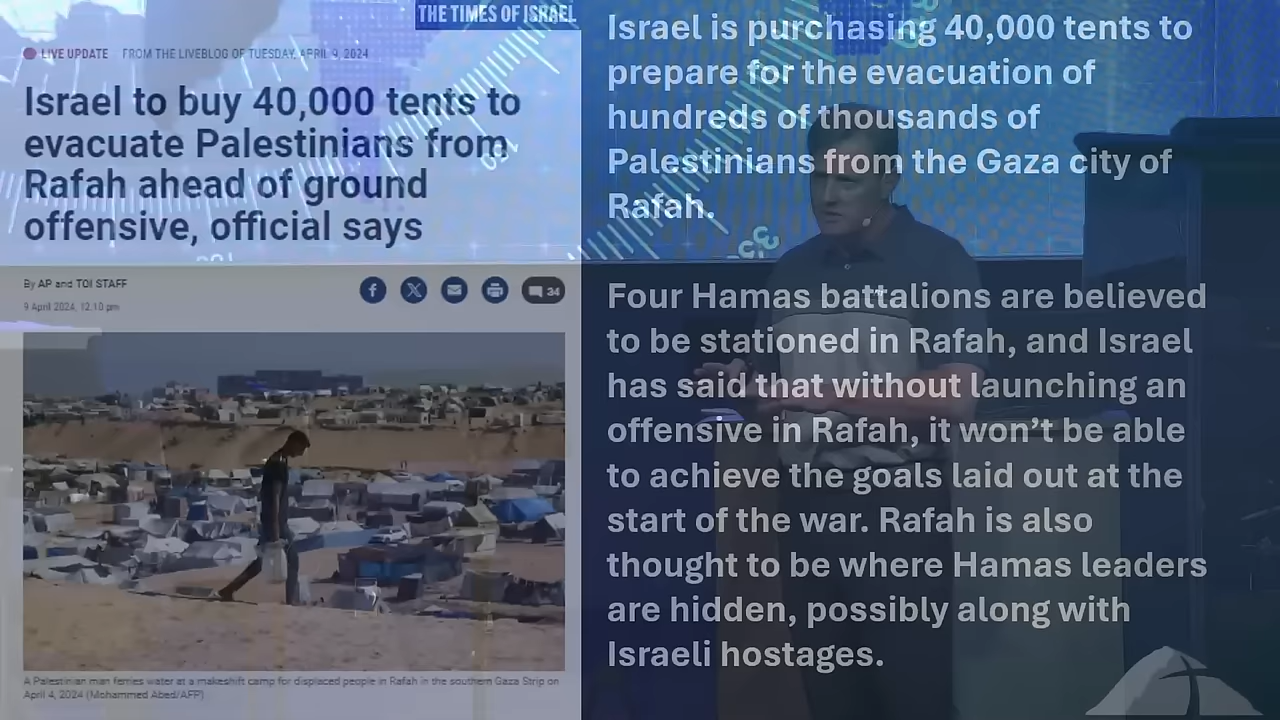 THE TIMES OF ISRAEL
LIVE UPDATE FROM THE LIVEBLOG OF TUESDAY, APRIL 9, 2024
Israel to buy 40,000 tents to
evacuate Palestinians from
Rafah ahead of ground
offensive, official says
By AP and TOI STAFF
9 April 2024, 12:10 pm
34
A Palestinian man ferries water at a makeshift camp for displaced people in Rafah in the southern Gaza Strip on
April 4, 2024 (Mohammed Abed/AFP)
Israel is purchasing 40,000 tents to
prepare for the evacuation of
hundreds of thousands of
Palestinians from the Gaza city of
Rafah.
Four Hamas battalions are believed
to be stationed in Rafah, and Israel
has said that without launching an
offensive in Rafah, it won't be able
to achieve the goals laid out at the
start of the war. Rafah is also
thought to be where Hamas leaders
are hidden, possibly along with
Israeli hostages.